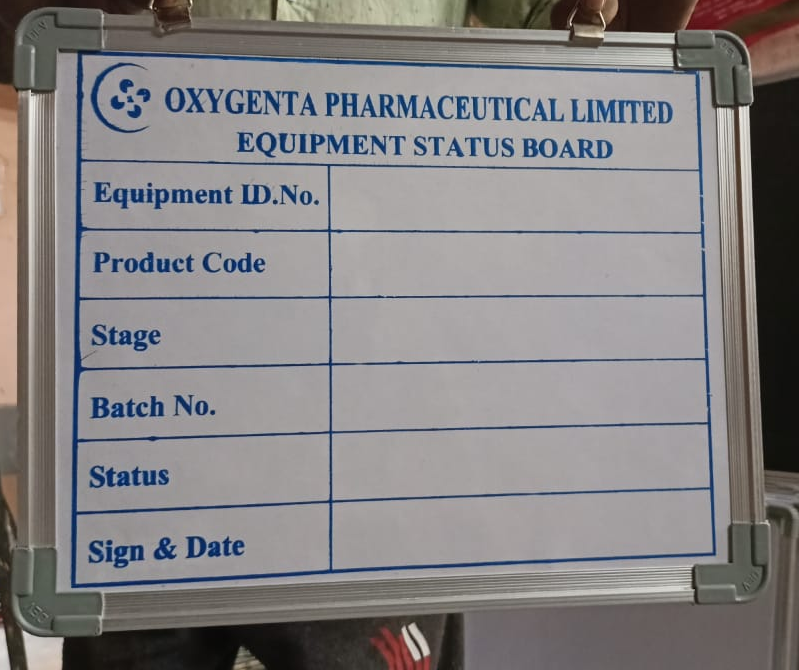 OXYGENTA PHARMACEUTICAL LIMITED
EQUIPMENT STATUS BOARD
Equipment ID.No.
Product Code
Stage
Batch No.
Status
Sign & Date